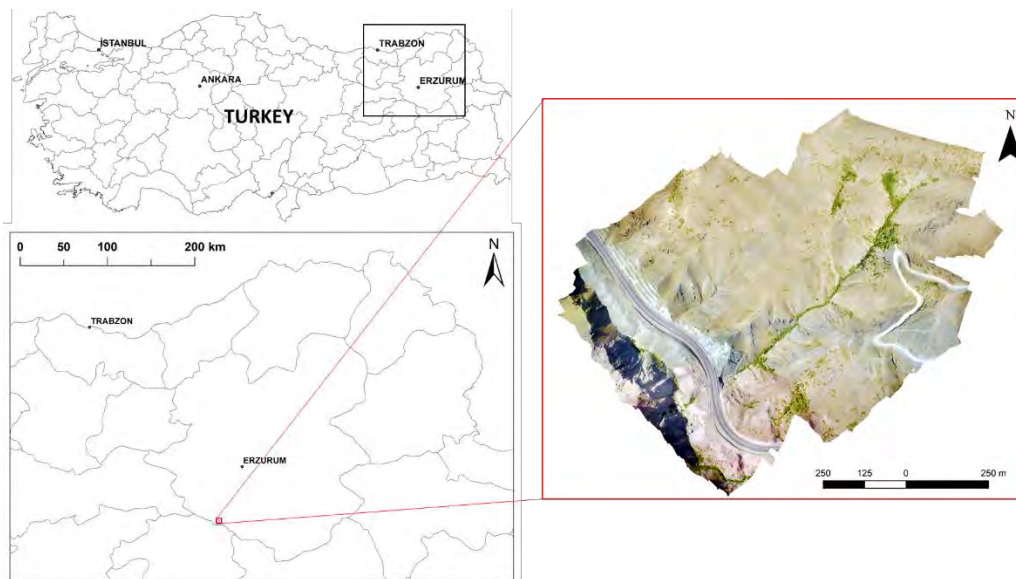 İSTANBUL
TRABZON
ANKARA
ERZURUM
TURKEY
0 50 100 200 km
N
TRABZON
ERZURUM
N
250 125 0 250 m